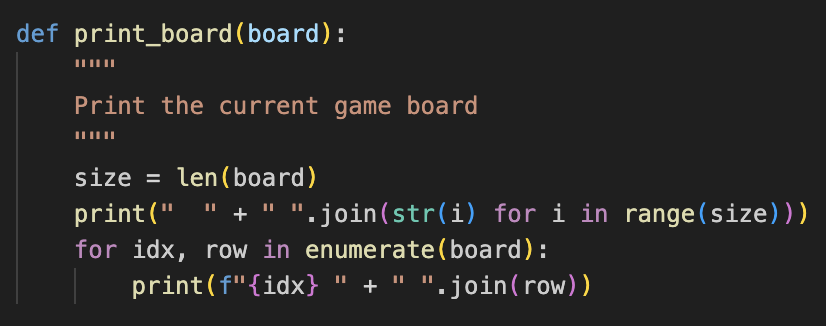 def print_board(board):
    """
    Print the current game board
    """
    size = len(board)
    print("  " + " ".join(str(i) for i in range(size)))
    for idx, row in enumerate(board):
        print(f"{idx} " + " ".join(row))